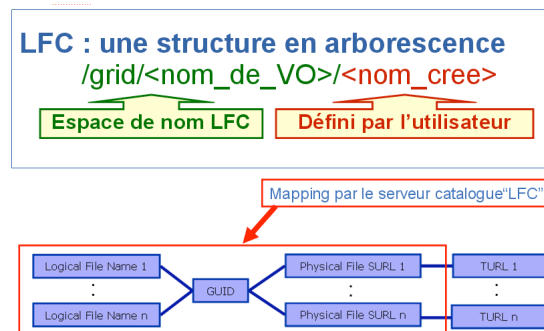 LFC : une structure en arborescence
/grid/<nom_de_VO>/<nom_cree>
Espace de nom LFC
Défini par l'utilisateur
Mapping par le serveur catalogue“LFC”
Logical File Name 1
Physical File SURL 1
TURL 1
:
GUID
:
:
Logical File Name n
Physical File SURL n
TURL n